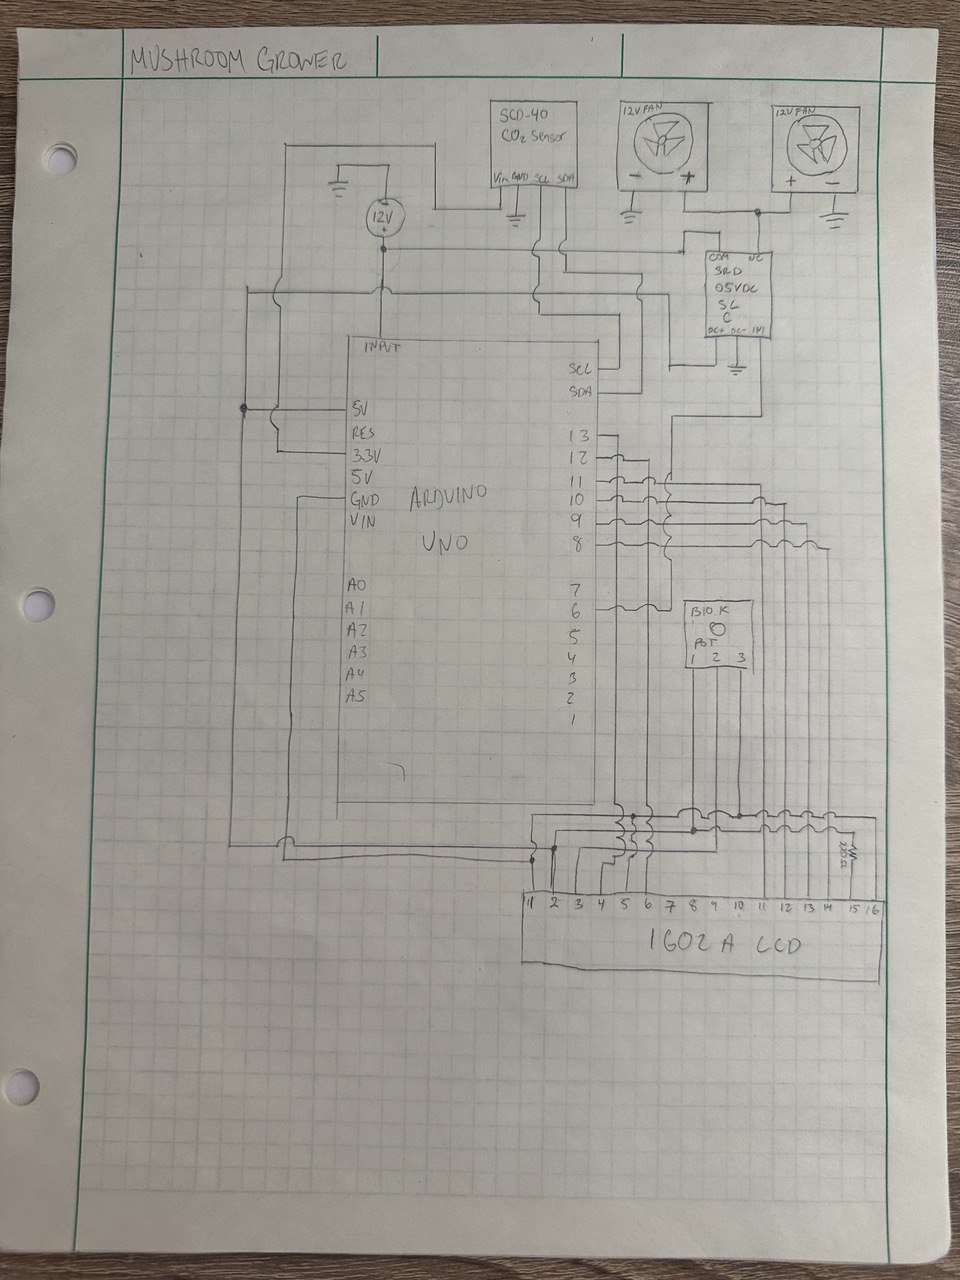 MUSHROOM GROWER
SCD-40
CO2 Sensor
Vin GND SCL SDA
12V FAN
- +
12V FAN
+ -
-
12V
+
COM NC
SRD
05VDC
SL
C
DC+ DC- IN1
INPUT
SCL
SDA
5V
RES
3.3V
5V
GND
VIN
A0
A1
A2
A3
A4
A5
ARDUINO
UNO
13
12
11
10
9
8
7
6
5
4
3
2
1
B10K
POT
1 2 3
220Ω
1 2 3 4 5 6 7 8 9 10 11 12 13 14 15 16
1602A LCD